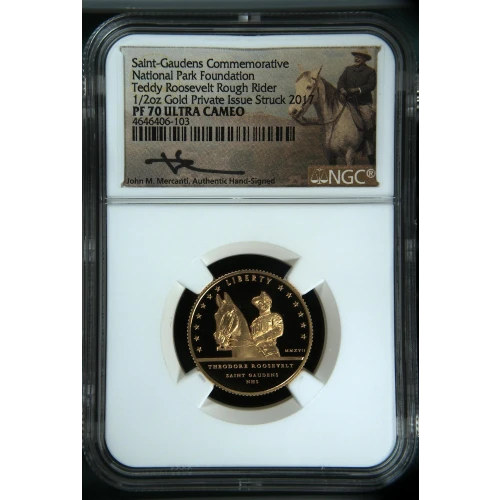 Saint-Gaudens Commemorative
National Park Foundation
Teddy Roosevelt Rough Rider
1/2oz Gold Private Issue Struck 2017
PF 70 ULTRA CAMEO
4646406-103
John M. Mercanti, Authentic Hand-Signed
NGC®
LIBERTY
MMXVII
THEODORE ROOSEVELT
SAINT GAUDENS
NHS